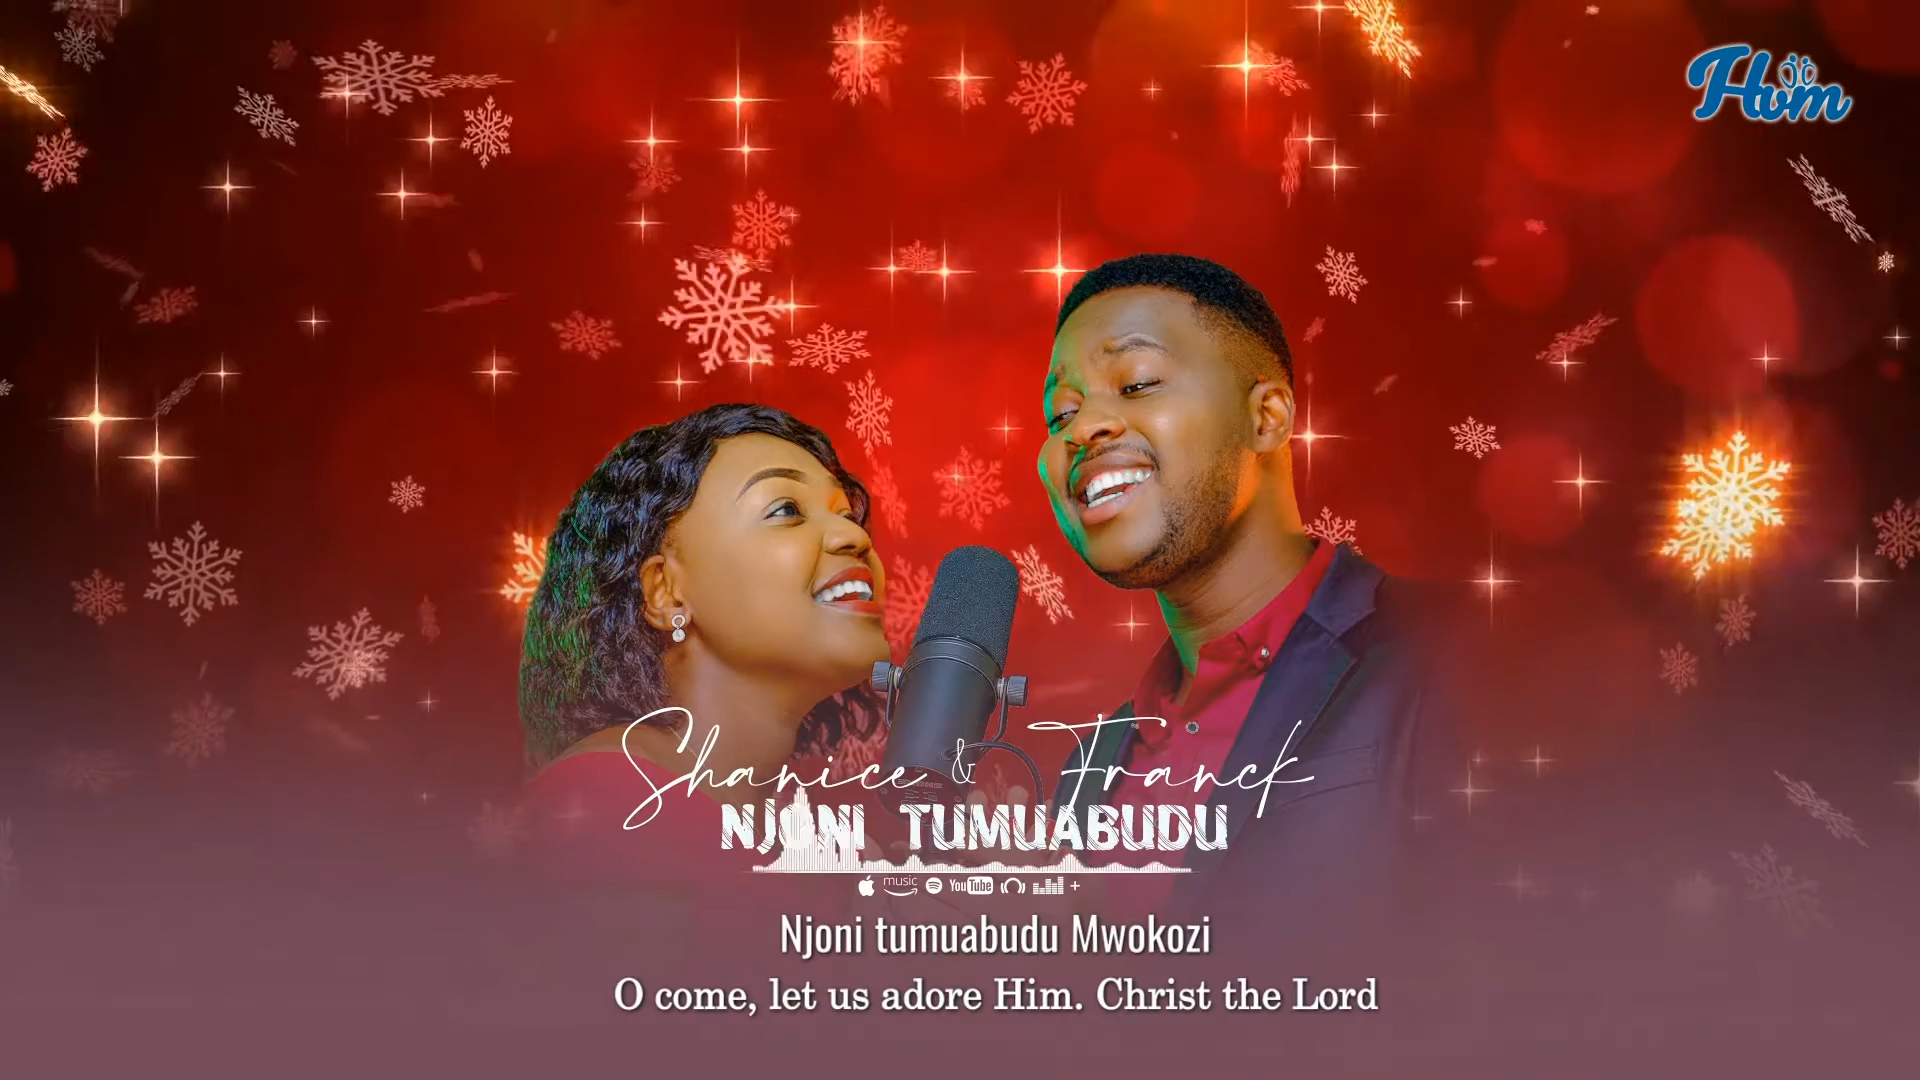 Hvm
Shanice & Franck
NJONI TUMUABUDU
music YouTube +
Njoni tumuabudu Mwokozi
O come, let us adore Him. Christ the Lord